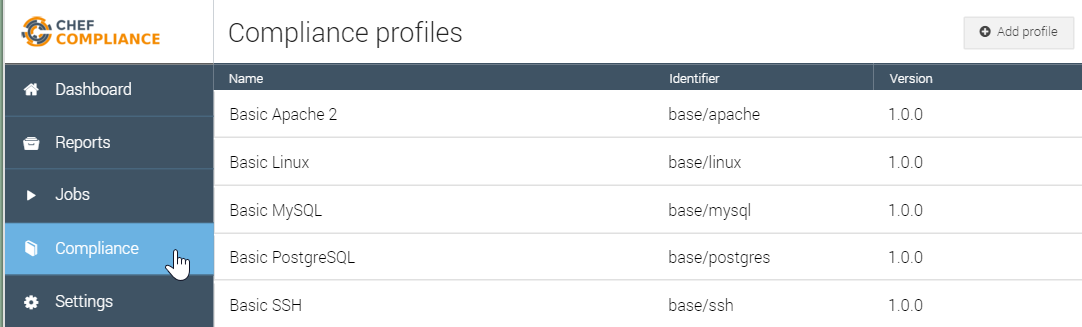 CHEF
COMPLIANCE
Compliance profiles
Add profile
Dashboard
Reports
Jobs
Compliance
Settings
Name Identifier Version
Basic Apache 2 base/apache 1.0.0
Basic Linux base/linux 1.0.0
Basic MySQL base/mysql 1.0.0
Basic PostgreSQL base/postgres 1.0.0
Basic SSH base/ssh 1.0.0